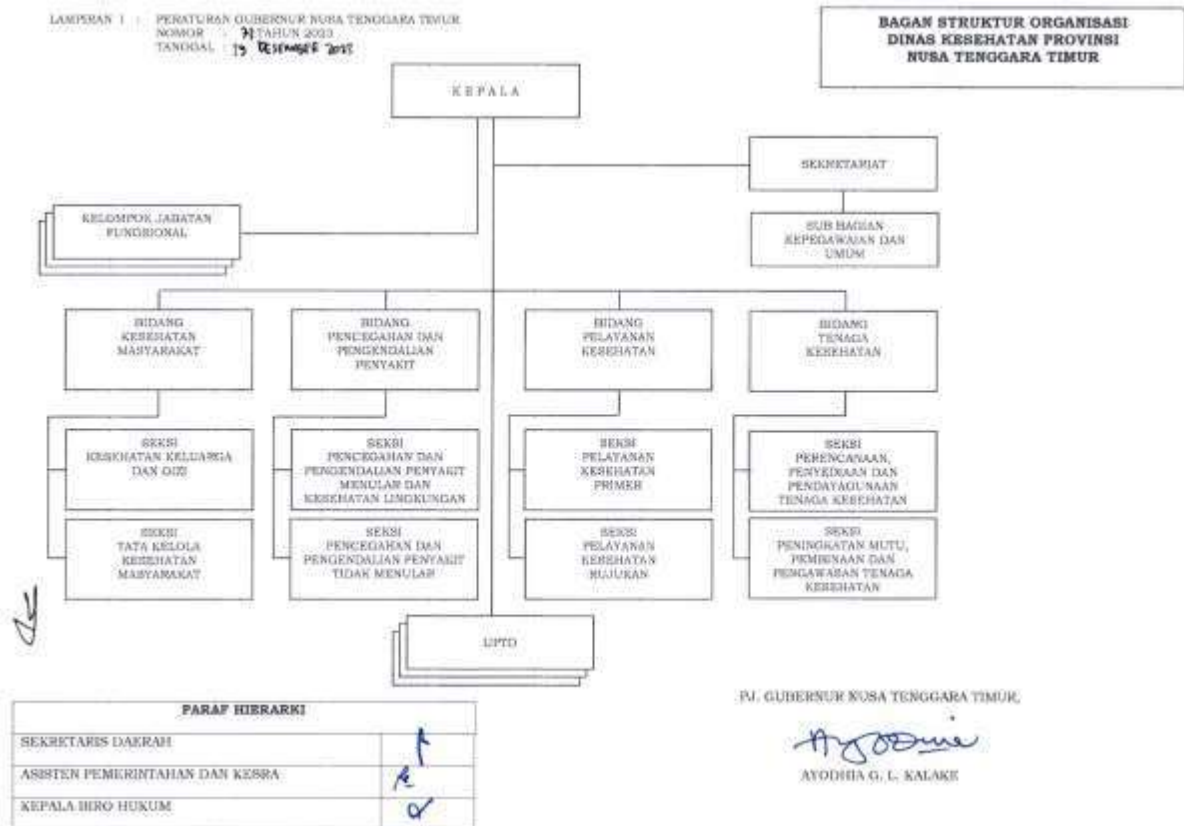 LAMPIRAN I : PERATURAN GUBERNUR NUSA TENGGARA TIMUR
NOMOR : TAHUN 2023
TANGGAL : DESEMBER 2023
BAGAN STRUKTUR ORGANISASI
DINAS KESEHATAN PROVINSI
NUSA TENGGARA TIMUR
KEPALA
SEKRETARIAT
KELOMPOK JABATAN
FUNGSIONAL
SUB BAGIAN
KEPEGAWAIAN DAN
UMUM
BIDANG
KESEHATAN
MASYARAKAT
BIDANG
PENCEGAHAN DAN
PENGENDALIAN
PENYAKIT
BIDANG
PELAYANAN
KESEHATAN
BIDANG
TENAGA
KESEHATAN
SEKSI
KESEHATAN KELUARGA
DAN GIZI
SEKSI
PENCEGAHAN DAN
PENGENDALIAN PENYAKIT
MENULAR DAN
KESEHATAN LINGKUNGAN
SEKSI
PELAYANAN
KESEHATAN
PRIMER
SEKSI
PERENCANAAN,
PENYEDIAAN DAN
PENDAYAGUNAAN
TENAGA KESEHATAN
SEKSI
TATA KELOLA
KESEHATAN
MASYARAKAT
SEKSI
PENCEGAHAN DAN
PENGENDALIAN PENYAKIT
TIDAK MENULAR
SEKSI
PELAYANAN
KESEHATAN
RUJUKAN
SEKSI
PENINGKATAN MUTU,
PEMBINAAN DAN
PENGAWASAN TENAGA
KESEHATAN
UPTD
PARAF HIERARKI
SEKRETARIS DAERAH
ASISTEN PEMERINTAHAN DAN KESRA
KEPALA BIRO HUKUM
PJ. GUBERNUR NUSA TENGGARA TIMUR,
AYODHIA G. L. KALAKE